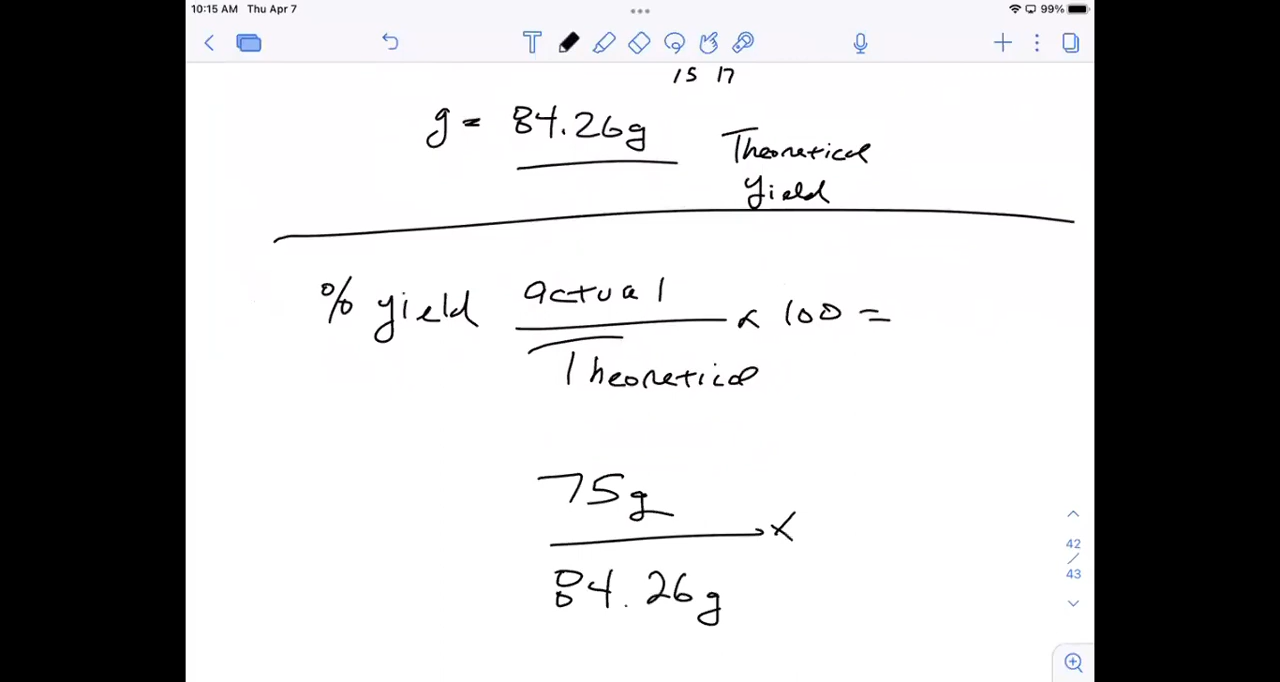 10:15 AM Thu Apr 7
99%
T
15 17
g = 84.26g
Theoretical
yield
% yield actual
x 100 =
Theoretical
75g
x
84.26g
42
/
43